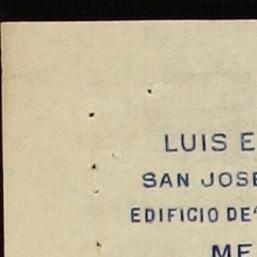 LUIS E
SAN JOSE
EDIFICIO DE"
ME